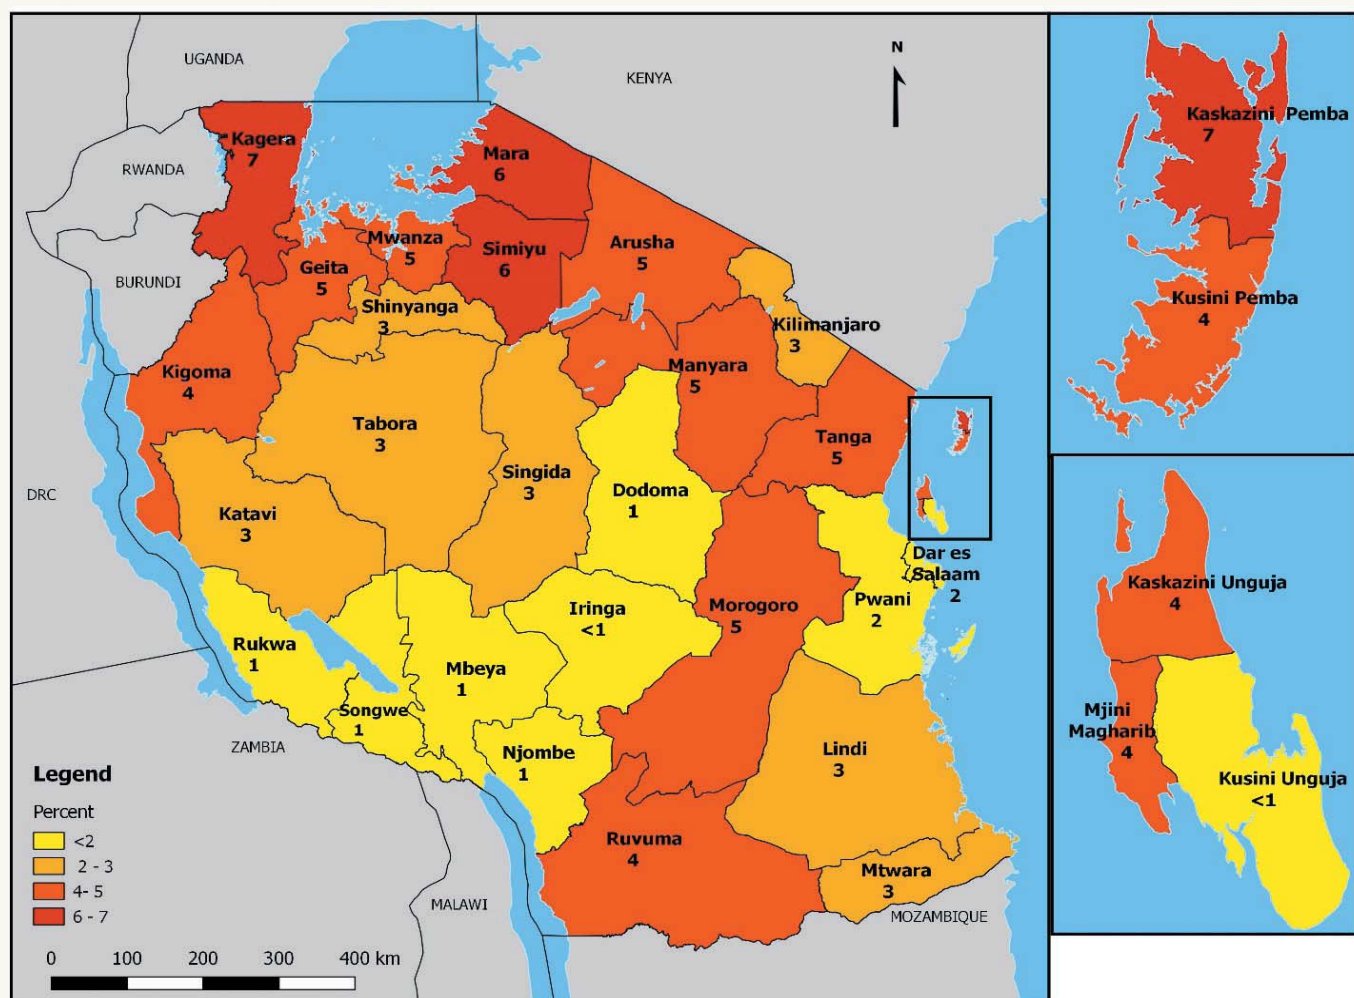 UGANDA
KENYA
N
RWANDA
BURUNDI
DRC
ZAMBIA
MALAWI
MOZAMBIQUE
Kagera
7
Mara
6
Mwanza
5
Simiyu
6
Arusha
5
Geita
5
Shinyanga
3
Kilimanjaro
3
Kigoma
4
Manyara
5
Tabora
3
Tanga
5
Singida
3
Dodoma
1
Katavi
3
Dar es
Salaam
2
Iringa
<1
Morogoro
5
Pwani
2
Rukwa
1
Mbeya
1
Songwe
1
Njombe
1
Lindi
3
Ruvuma
4
Mtwara
3
Legend
Percent
<2
2 - 3
4- 5
6 - 7
0 100 200 300 400 km
Kaskazini Pemba
7
Kusini Pemba
4
Kaskazini Unguja
4
Mjini
Magharib
4
Kusini Unguja
<1